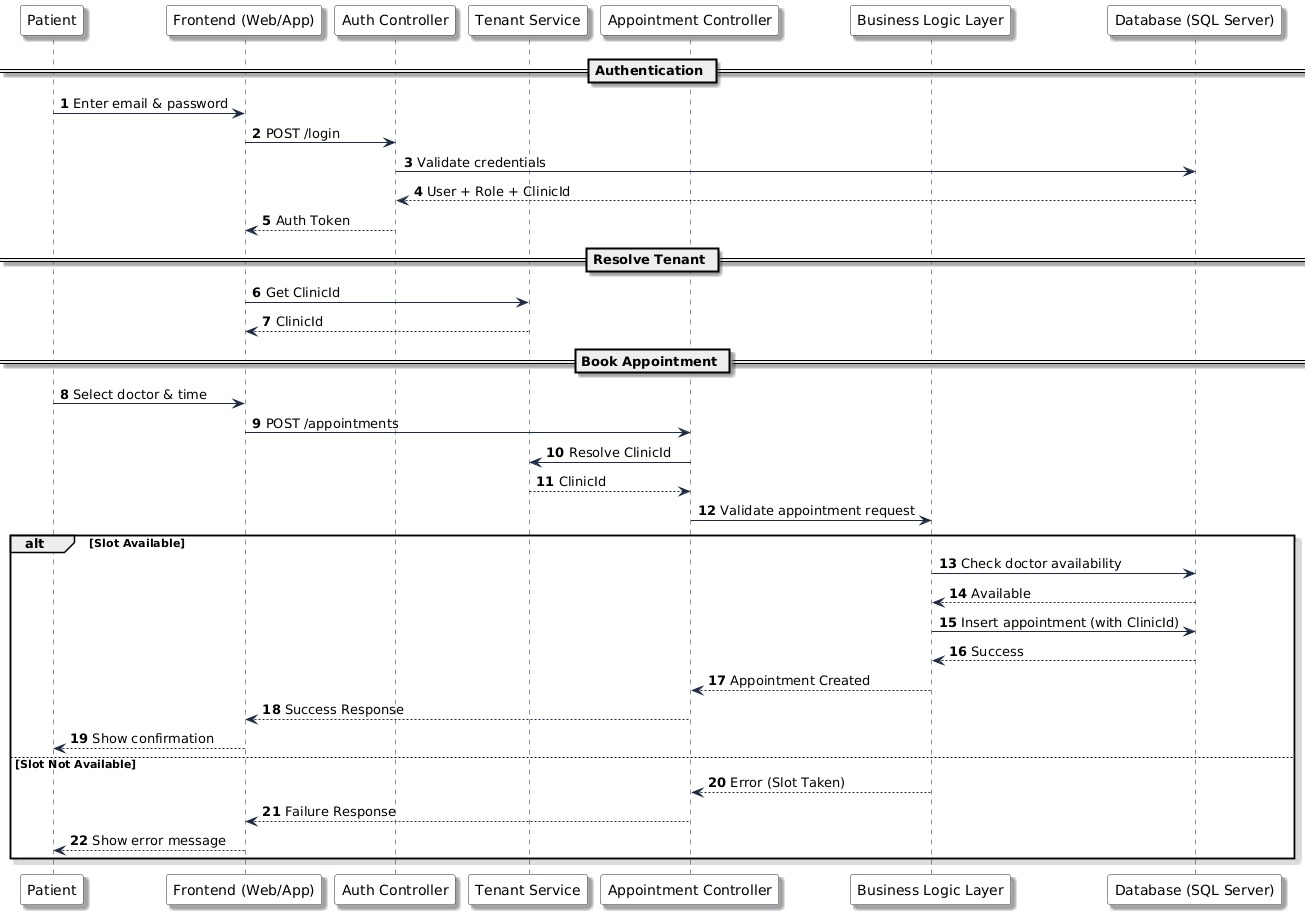 Patient Frontend (Web/App) Auth Controller Tenant Service Appointment Controller Business Logic Layer Database (SQL Server)
Authentication
1 Enter email & password
2 POST /login
3 Validate credentials
4 User + Role + ClinicId
5 Auth Token
Resolve Tenant
6 Get ClinicId
7 ClinicId
Book Appointment
8 Select doctor & time
9 POST /appointments
10 Resolve ClinicId
11 ClinicId
12 Validate appointment request
alt [Slot Available]
13 Check doctor availability
14 Available
15 Insert appointment (with ClinicId)
16 Success
17 Appointment Created
18 Success Response
19 Show confirmation
[Slot Not Available]
20 Error (Slot Taken)
21 Failure Response
22 Show error message
Patient Frontend (Web/App) Auth Controller Tenant Service Appointment Controller Business Logic Layer Database (SQL Server)